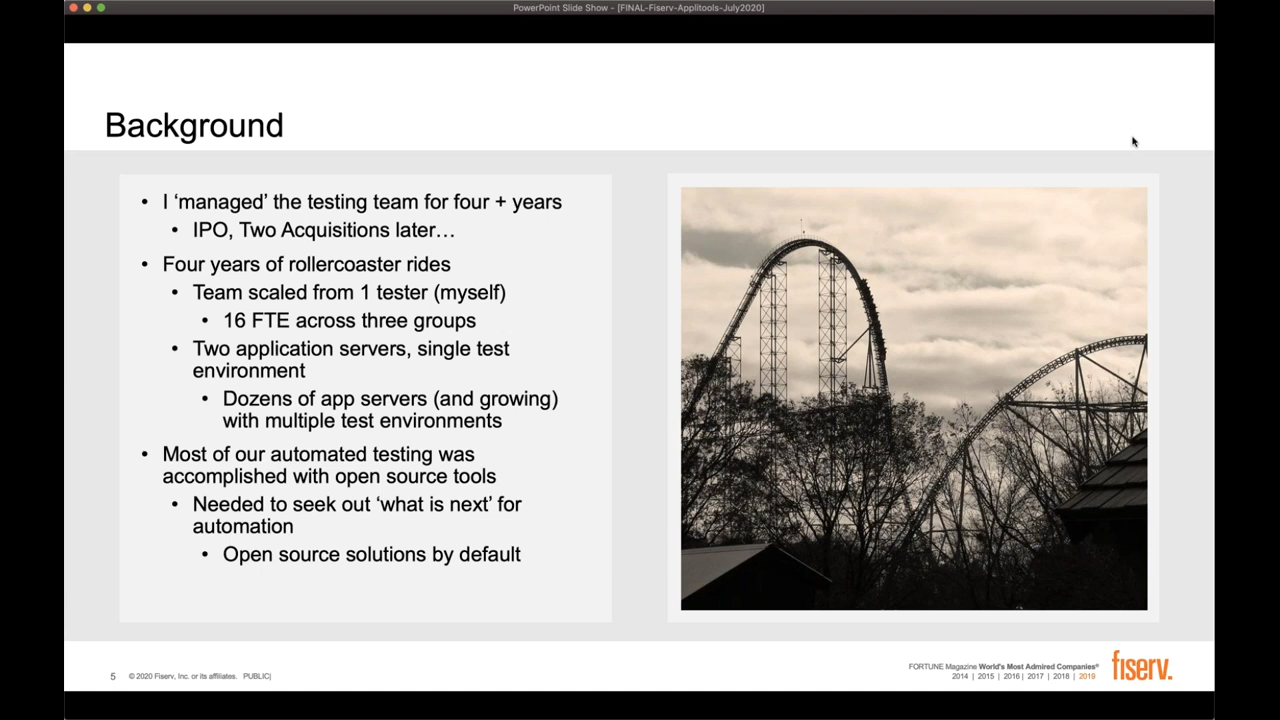 PowerPoint Slide Show - [FINAL-Fiserv-Applitools-July2020]
Background
• I ‘managed’ the testing team for four + years
• IPO, Two Acquisitions later…
• Four years of rollercoaster rides
• Team scaled from 1 tester (myself)
• 16 FTE across three groups
• Two application servers, single test
environment
• Dozens of app servers (and growing)
with multiple test environments
• Most of our automated testing was
accomplished with open source tools
• Needed to seek out ‘what is next’ for
automation
• Open source solutions by default
5 © 2020 Fiserv, Inc. or its affiliates. PUBLIC|
FORTUNE Magazine World's Most Admired Companies®
2014 | 2015 | 2016 | 2017 | 2018 | 2019
fiserv.